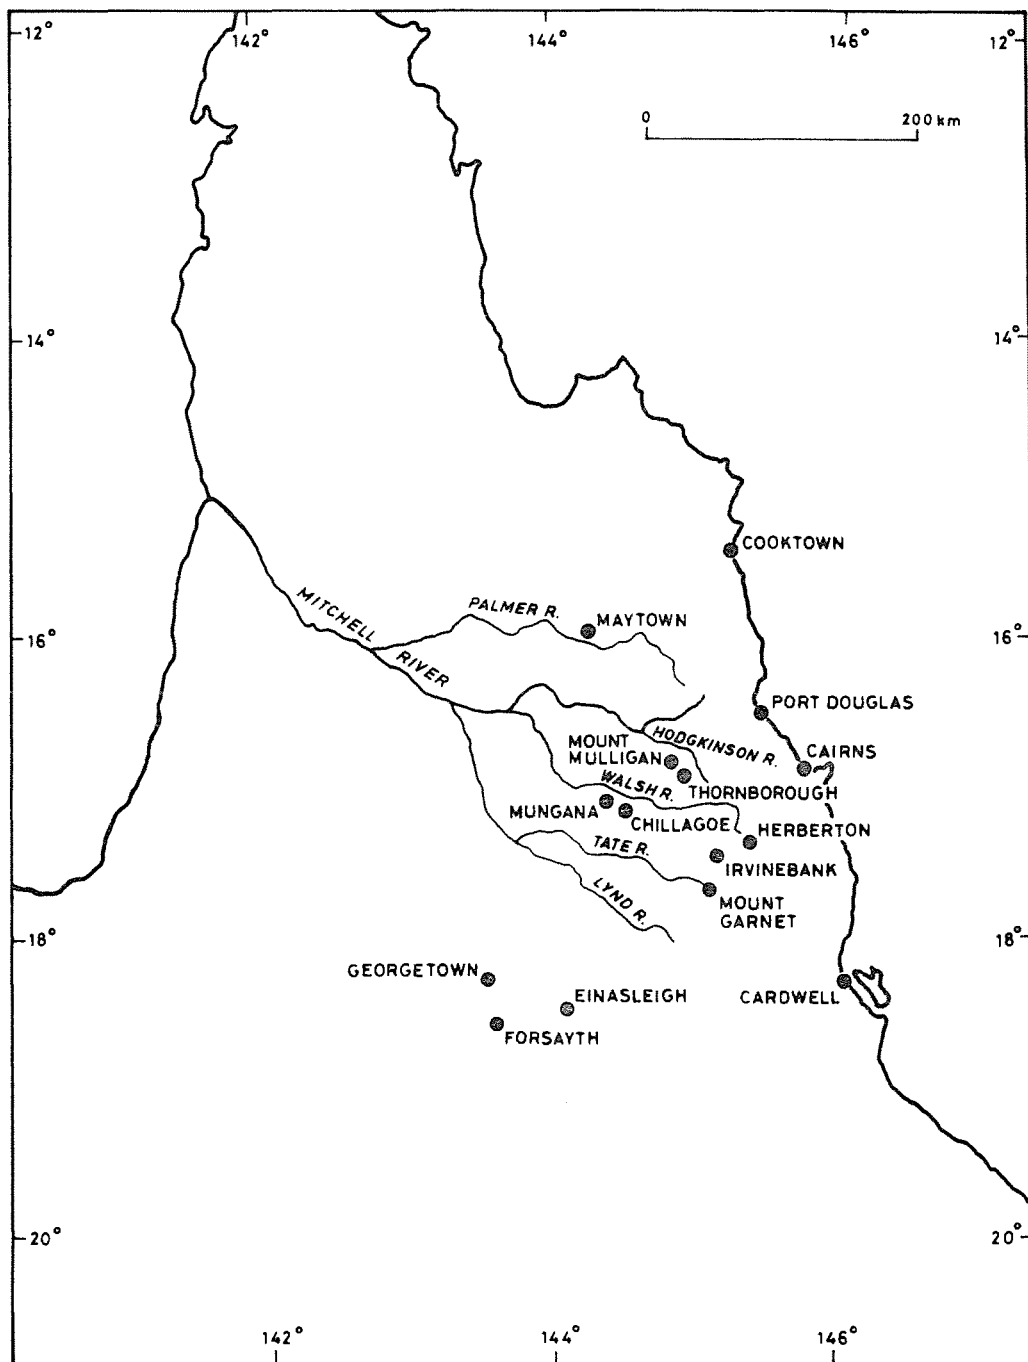 142°
144°
146°
12°
12°
0
200 km
14°
14°
COOKTOWN
PALMER R.
MAYTOWN
MITCHELL
RIVER
16°
16°
PORT DOUGLAS
HODGKINSON R.
MOUNT
MULLIGAN
CAIRNS
THORNBOROUGH
WALSH R.
MUNGANA
CHILLAGOE
HERBERTON
TATE R.
IRVINEBANK
LYND R.
MOUNT
GARNET
18°
18°
GEORGETOWN
EINASLEIGH
CARDWELL
FORSAYTH
20°
20°
142°
144°
146°